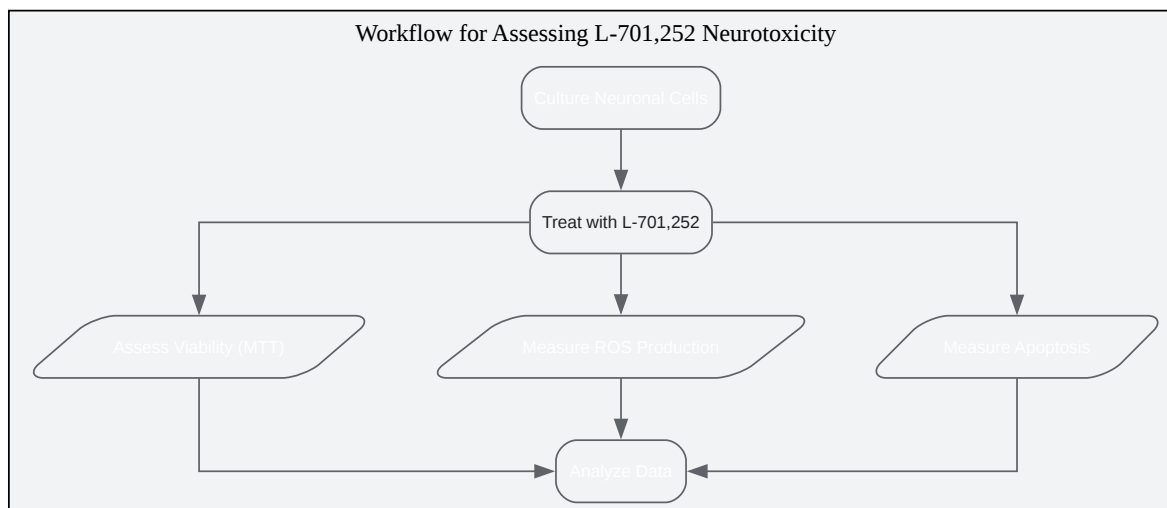 Workflow for Assessing L-701,252 Neurotoxicity
Culture Neuronal Cells
Treat with L-701,252
Assess Viability (MTT)
Measure ROS Production
Measure Apoptosis
Analyze Data